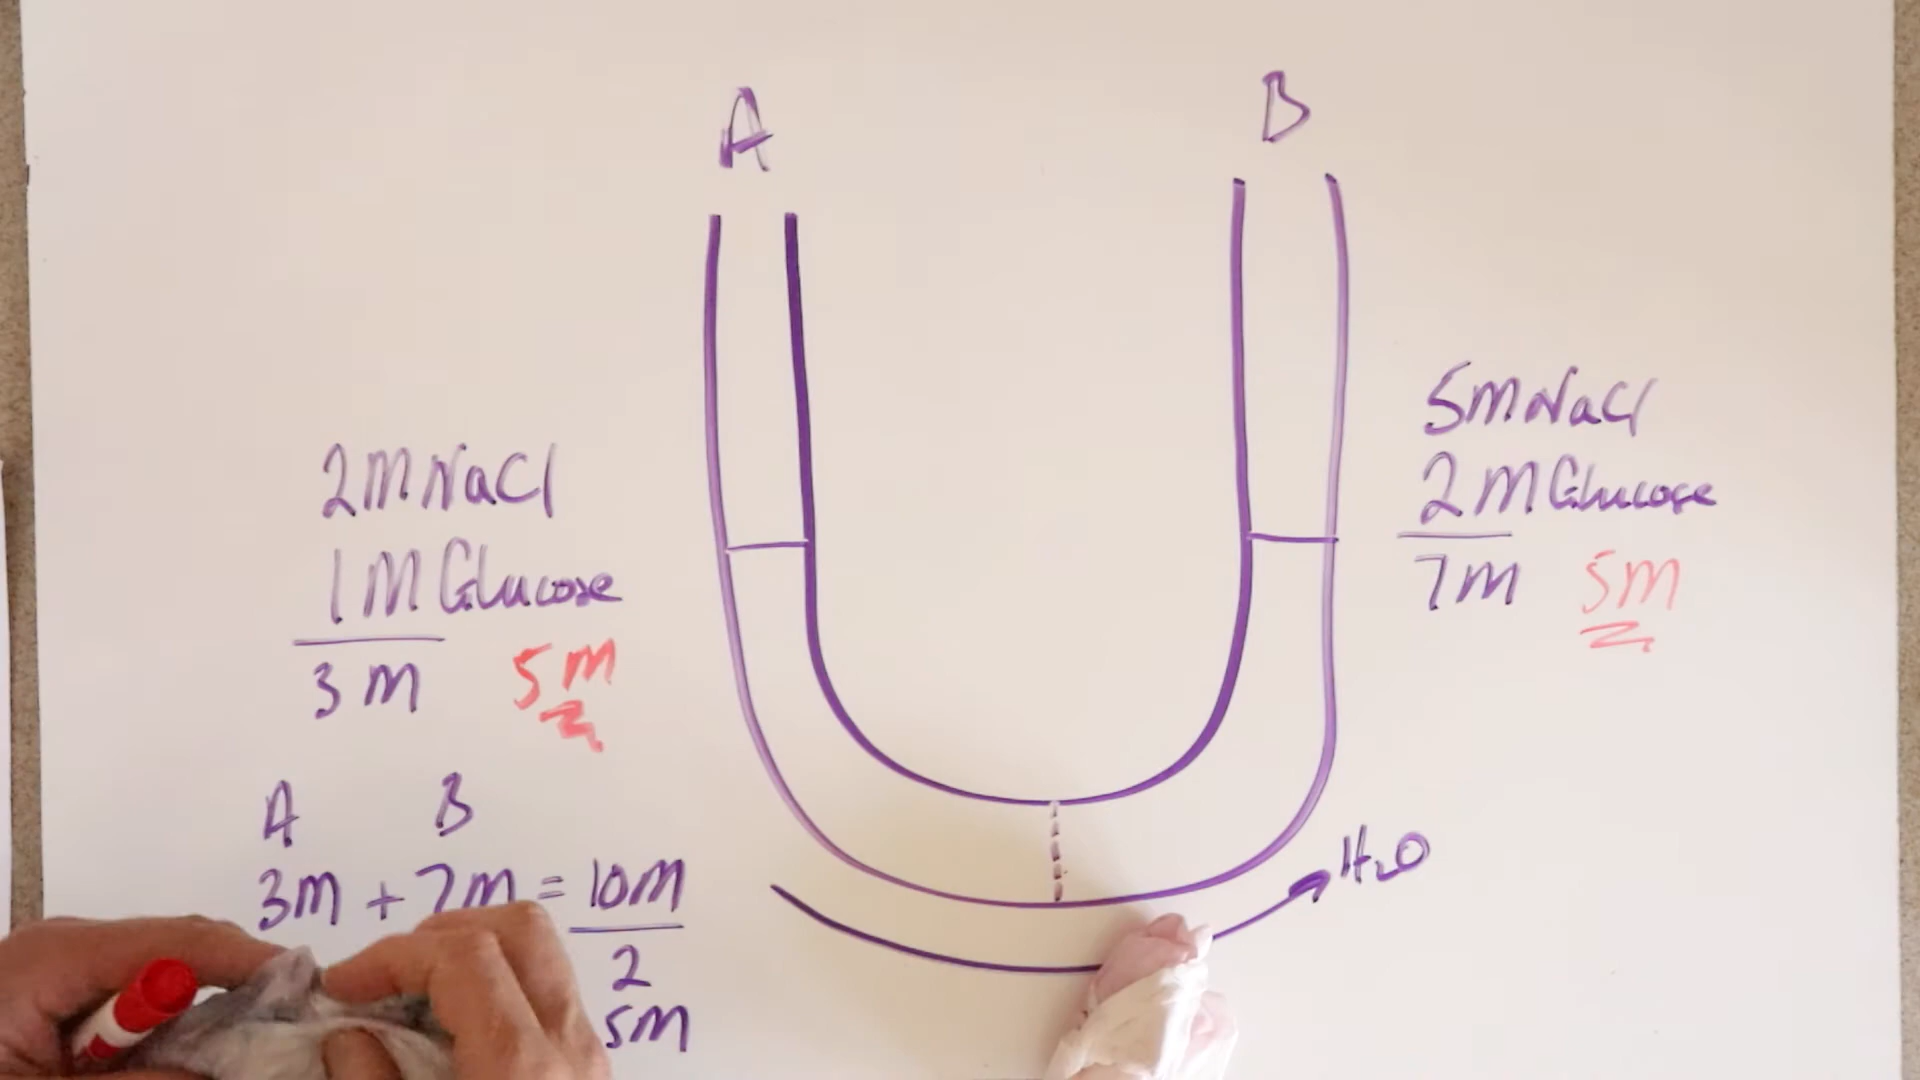 A
B
2M NaCl
1M Glucose
3M 5M
5M NaCl
2M Glucose
7M 5M
A B
3M + 7M = 10M
2
5M
H2O